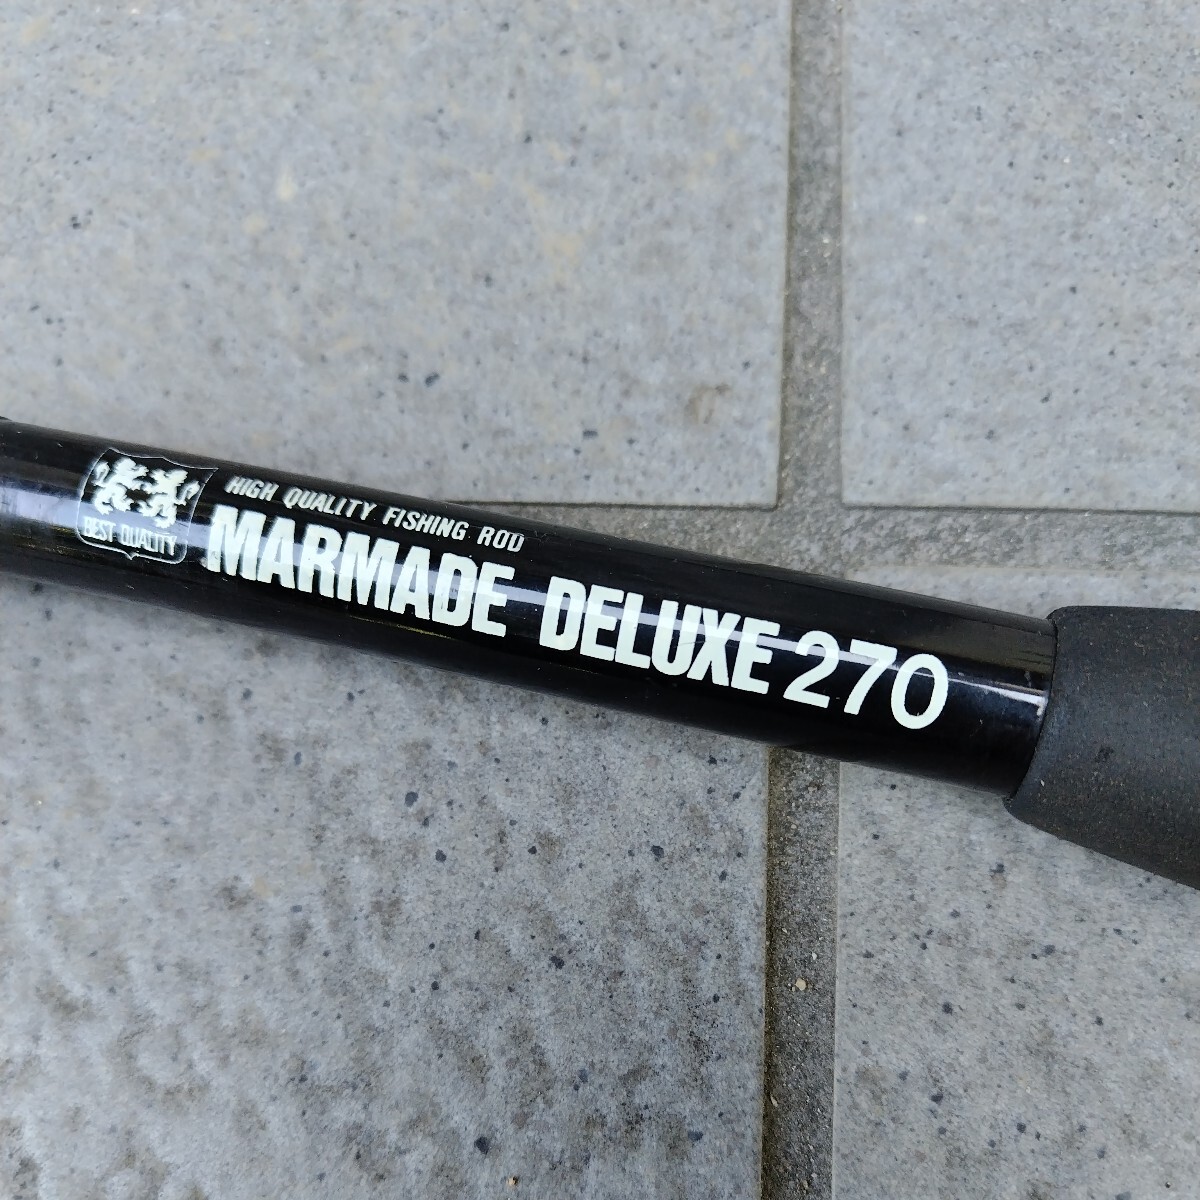 BEST QUALITY
HIGH QUALITY FISHING ROD
MARMADE DELUXE 270